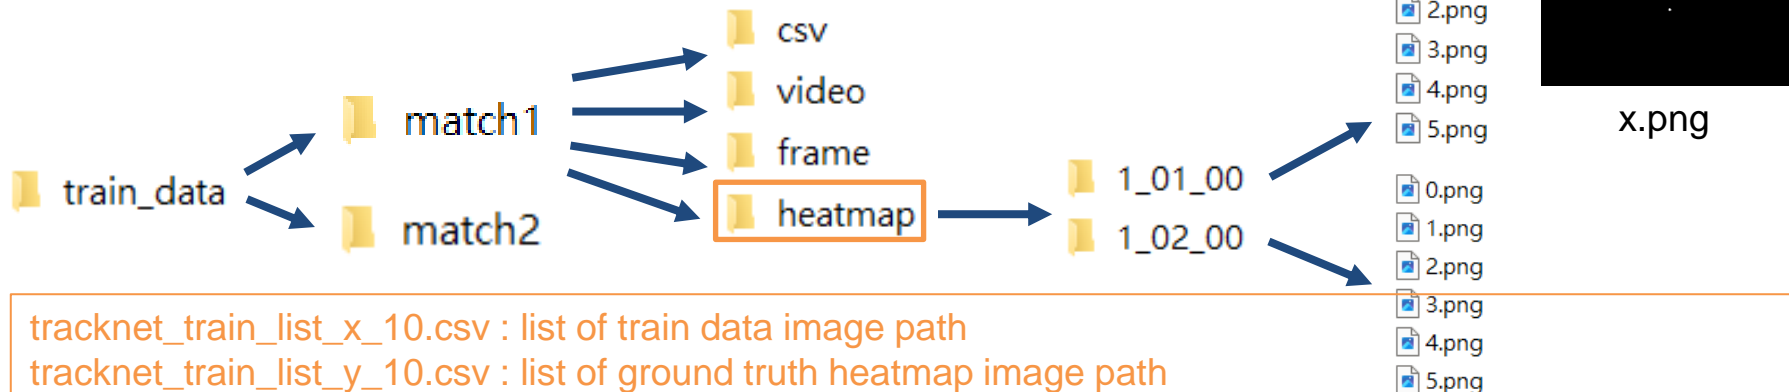 train_data
match1
match2
csv
video
frame
heatmap
1_01_00
1_02_00
2.png
3.png
4.png
5.png
0.png
1.png
2.png
3.png
4.png
5.png
x.png
tracknet_train_list_x_10.csv : list of train data image path
tracknet_train_list_y_10.csv : list of ground truth heatmap image path